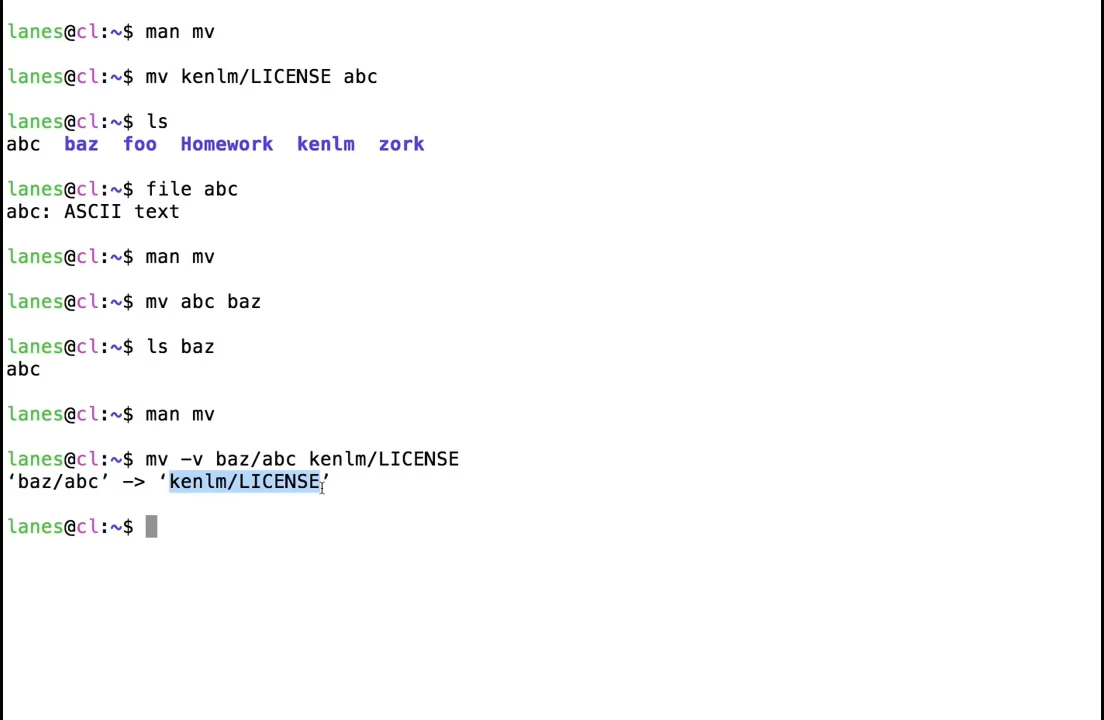 lanes@cl:~$ man mv
lanes@cl:~$ mv kenlm/LICENSE abc
lanes@cl:~$ ls
abc  baz  foo  Homework  kenlm  zork
lanes@cl:~$ file abc
abc: ASCII text
lanes@cl:~$ man mv
lanes@cl:~$ mv abc baz
lanes@cl:~$ ls baz
abc
lanes@cl:~$ man mv
lanes@cl:~$ mv -v baz/abc kenlm/LICENSE
‘baz/abc’ -> ‘kenlm/LICENSE’
lanes@cl:~$